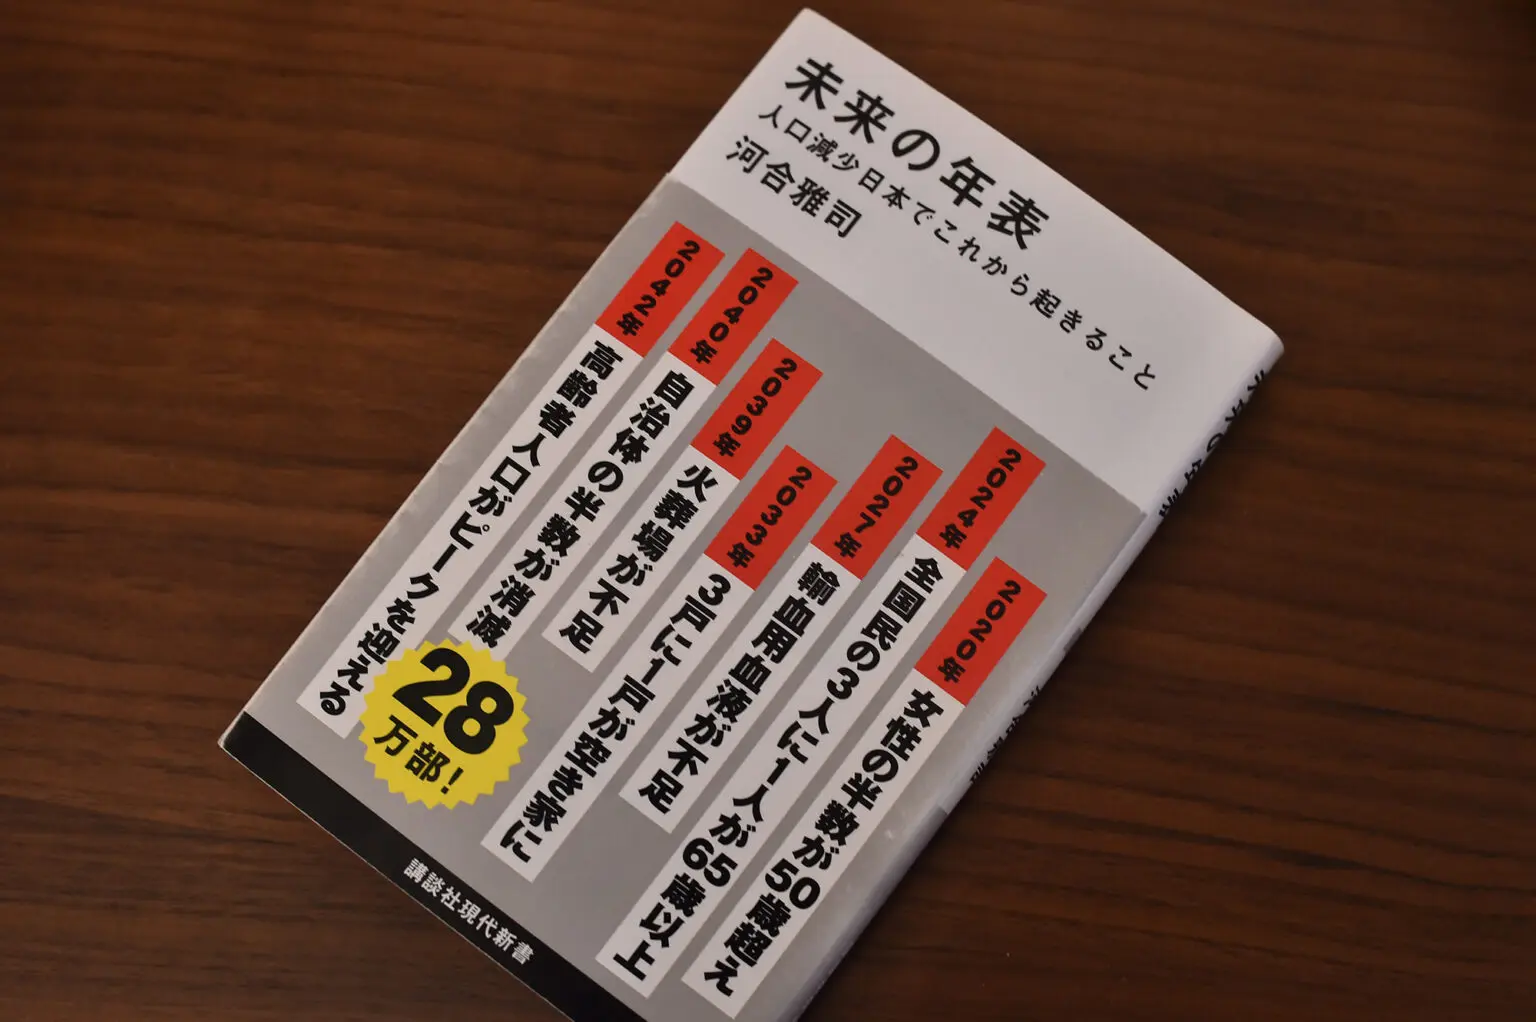 未来の年表
人口減少日本でこれから起きること
河合雅司
2020年 女性の半数が50歳超え
2024年 全国民の3人に1人が65歳以上
2027年 輸血用血液が不足
2033年 3戸に1戸が空き家に
2039年 火葬場が不足
2040年 自治体の半数が消滅
2042年 高齢者人口がピークを迎える
28
万部!
講談社現代新書